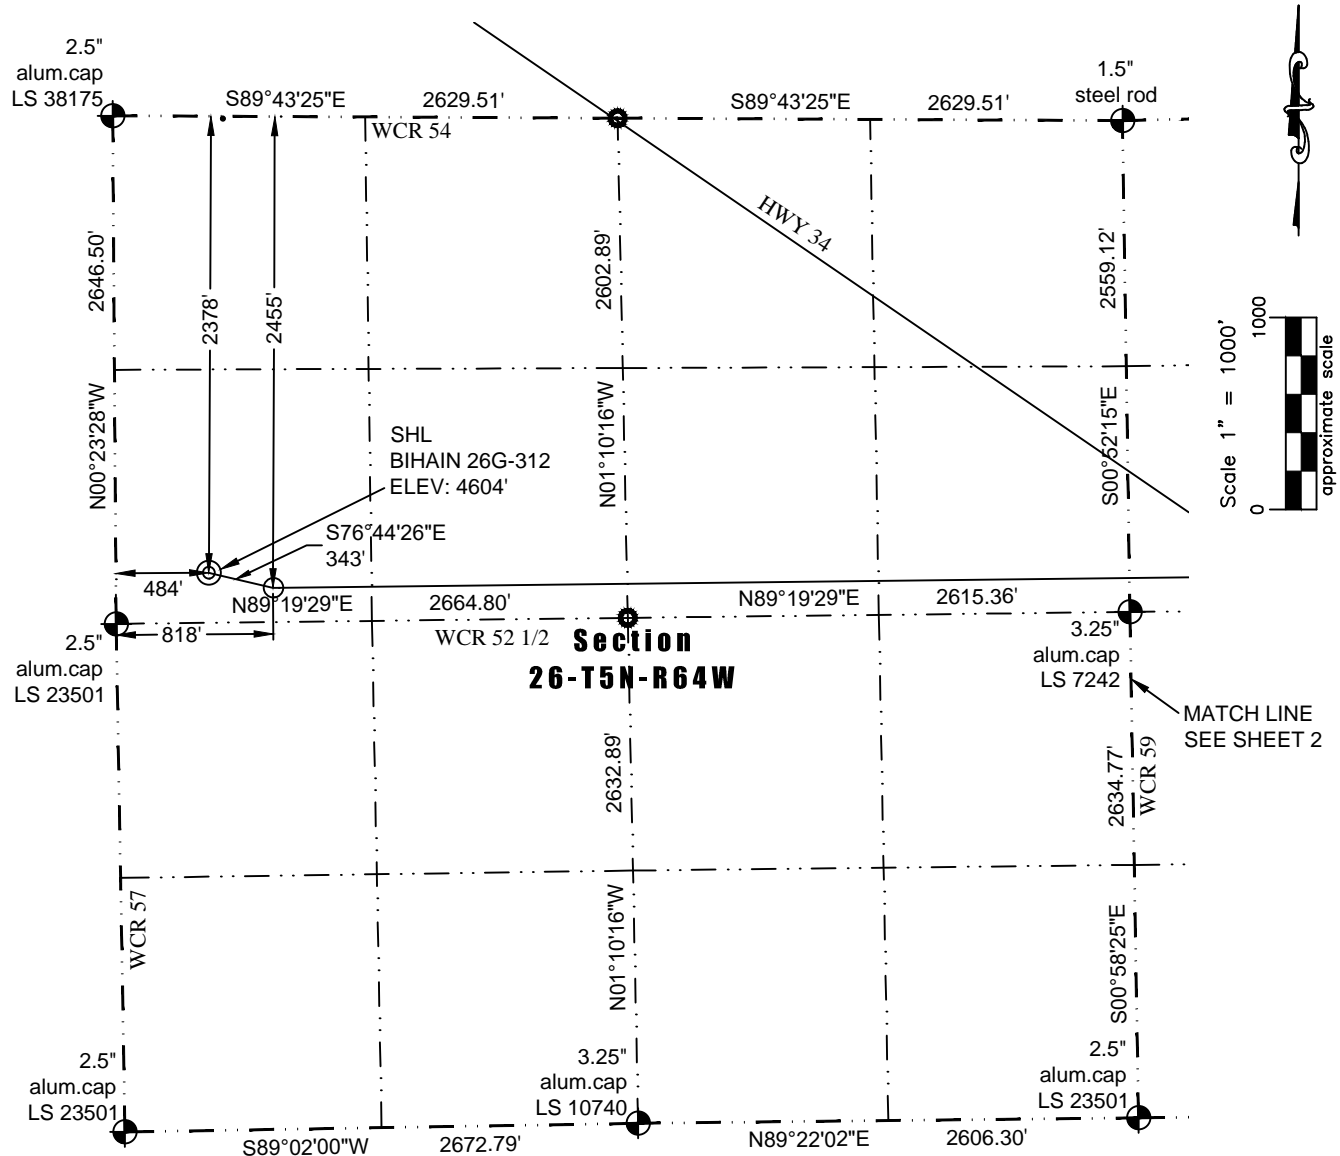 2.5"
alum.cap
LS 38175
S89°43'25"E
2629.51'
S89°43'25"E
2629.51'
1.5"
steel rod
WCR 54
HWY 34
2646.50'
2378'
2455'
2602.89'
2559.12'
N00°23'28"W
N01°10'16"W
S00°52'15"E
Scale 1" = 1000'
0
1000
approximate scale
SHL
BIHAIN 26G-312
ELEV: 4604'
S76°44'26"E
343'
484'
N89°19'29"E
2664.80'
N89°19'29"E
2615.36'
818'
WCR 52 1/2
2.5"
alum.cap
LS 23501
Section
26-T5N-R64W
3.25"
alum.cap
LS 7242
MATCH LINE
SEE SHEET 2
2632.89'
2634.77'
WCR 59
WCR 57
N01°10'16"W
S00°58'25"E
2.5"
alum.cap
LS 23501
3.25"
alum.cap
LS 10740
2.5"
alum.cap
LS 23501
S89°02'00"W
2672.79'
N89°22'02"E
2606.30'